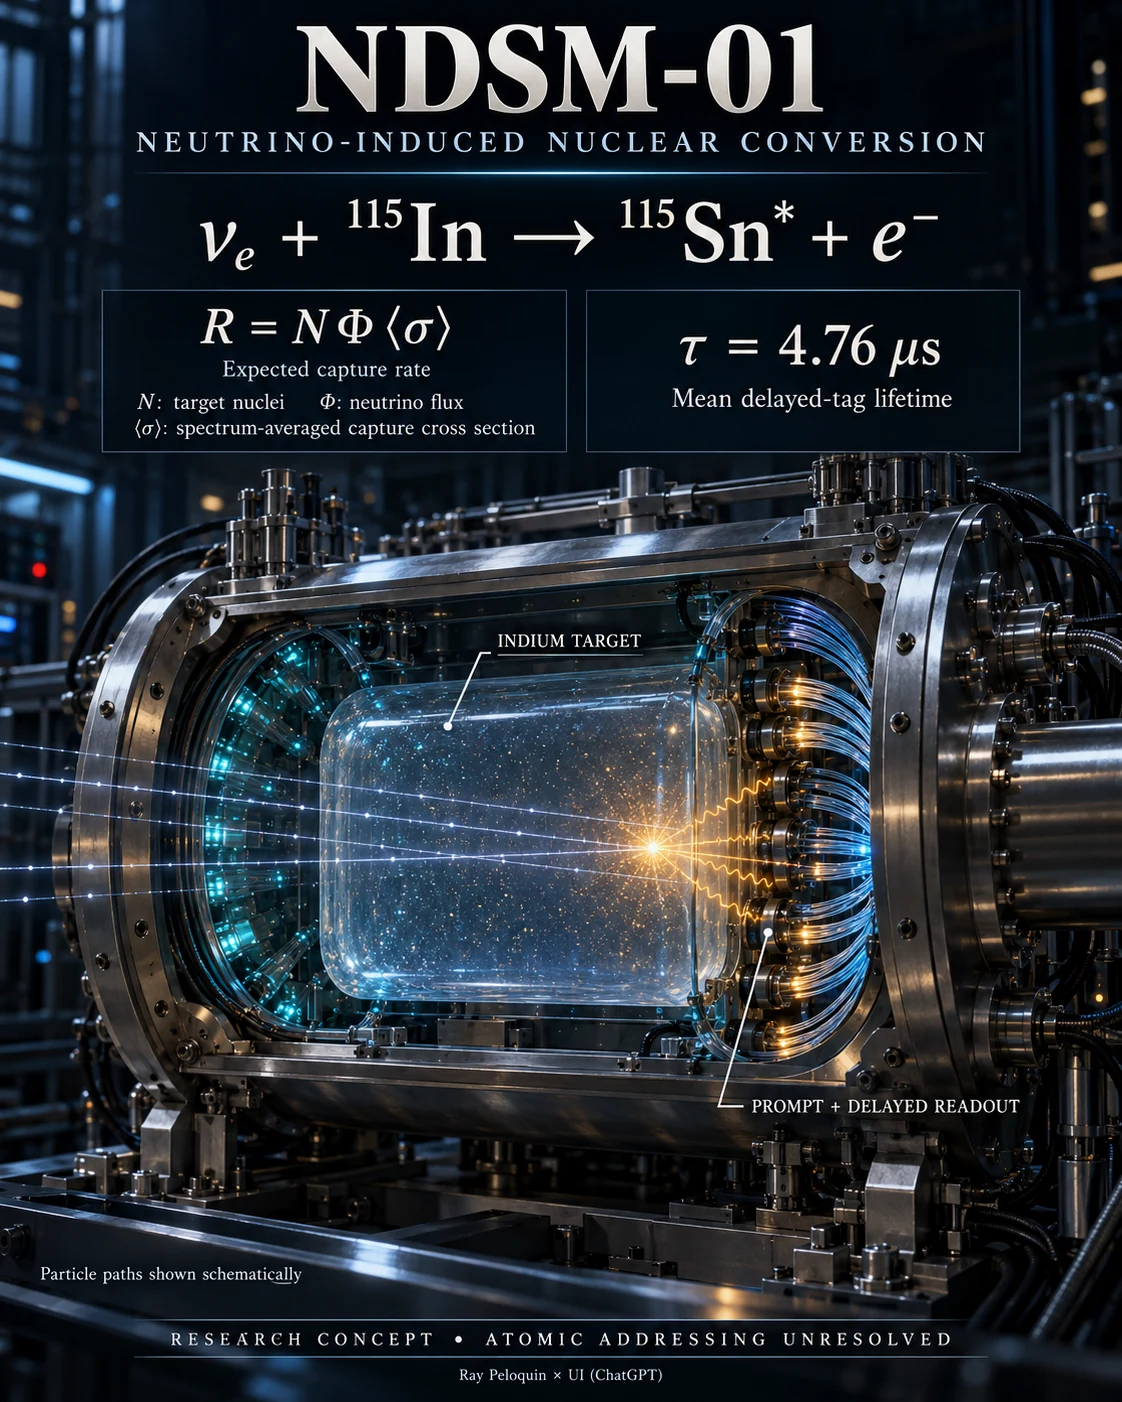 NDSM-01
NEUTRINO-INDUCED NUCLEAR CONVERSION
νₑ + ¹¹⁵In → ¹¹⁵Sn* + e⁻
R = N Φ ⟨σ⟩
Expected capture rate
N: target nuclei Φ: neutrino flux
⟨σ⟩: spectrum-averaged capture cross section
τ = 4.76 μs
Mean delayed-tag lifetime
INDIUM TARGET
PROMPT + DELAYED READOUT
Particle paths shown schematically
RESEARCH CONCEPT • ATOMIC ADDRESSING UNRESOLVED
Ray Peloquin × UI (ChatGPT)